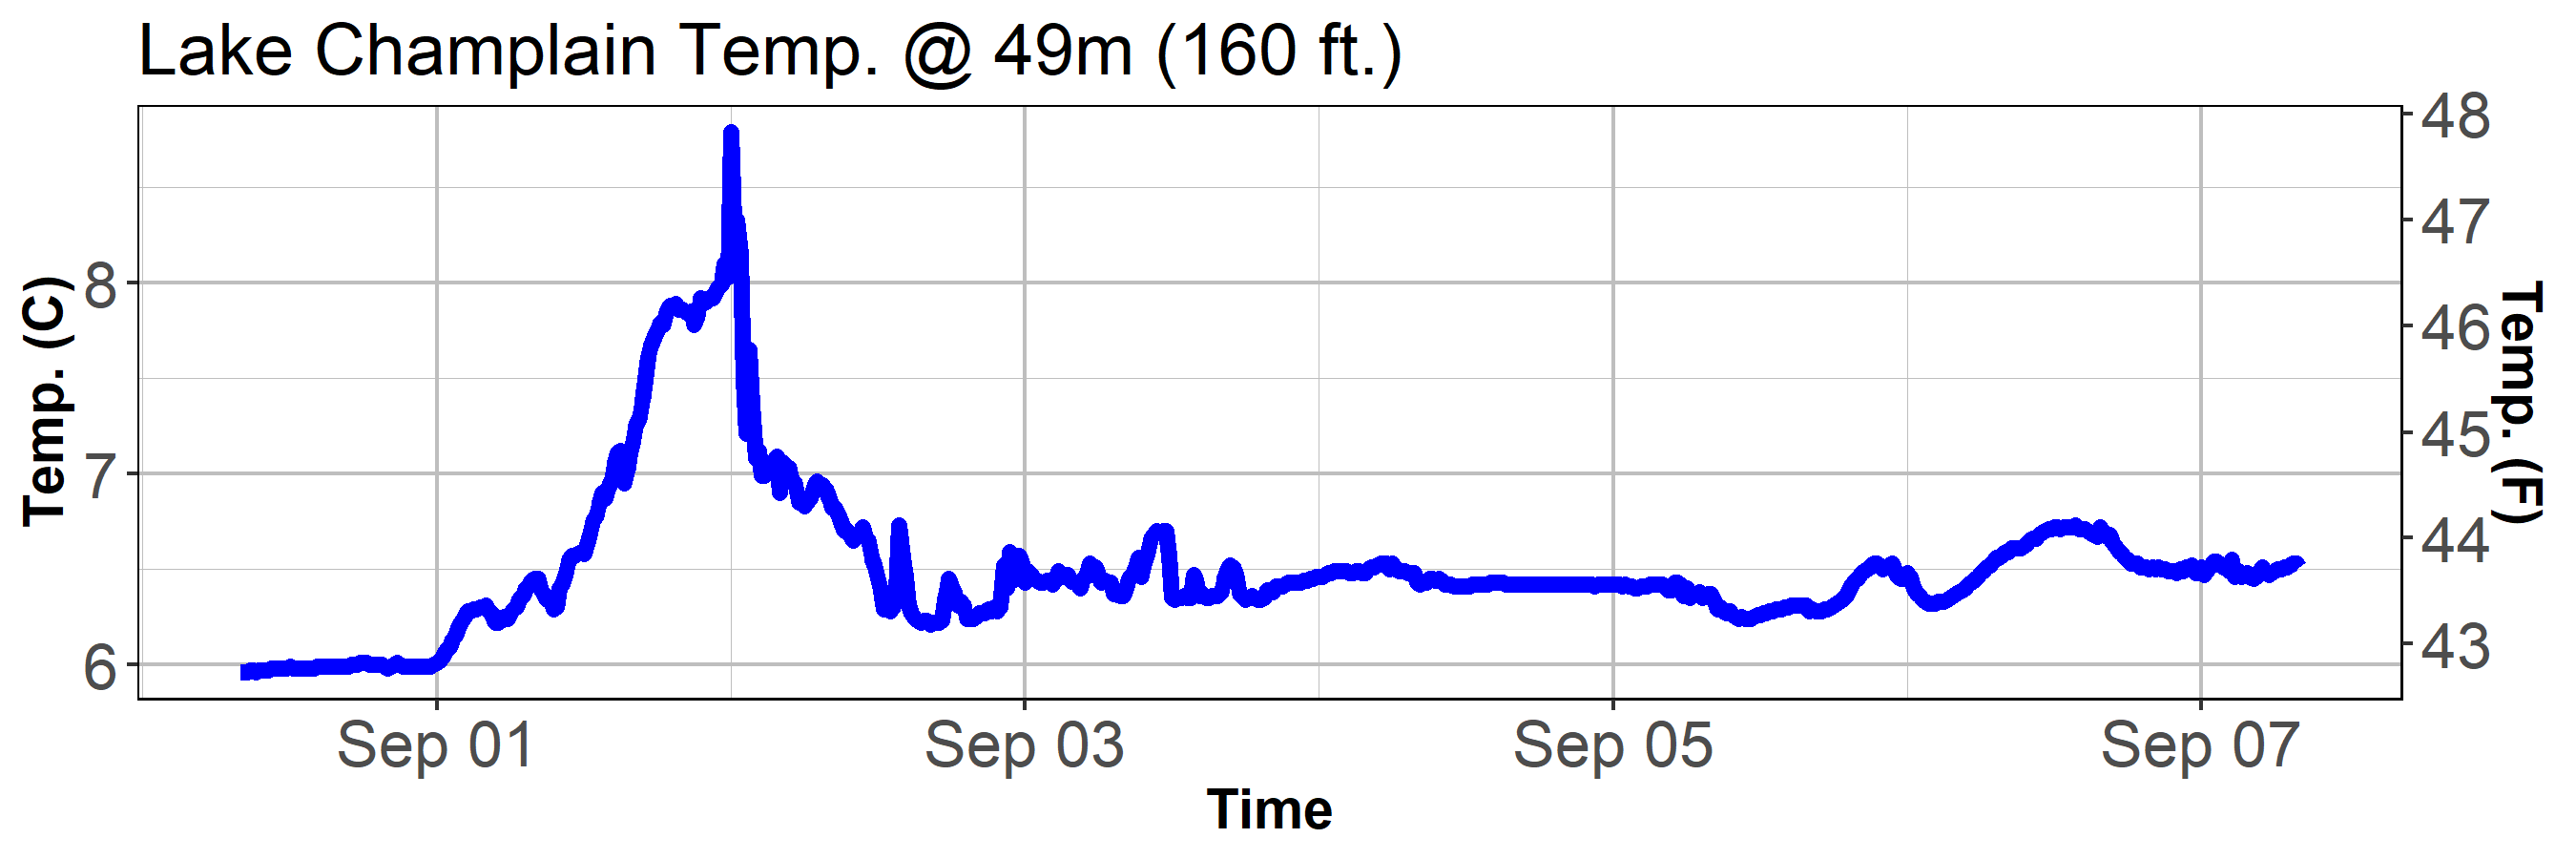 Lake Champlain Temp. @ 49m (160 ft.)
Temp. (C)
8
7
6
48
47
46
45
44
43
Temp. (F)
Sep 01
Sep 03
Sep 05
Sep 07
Time